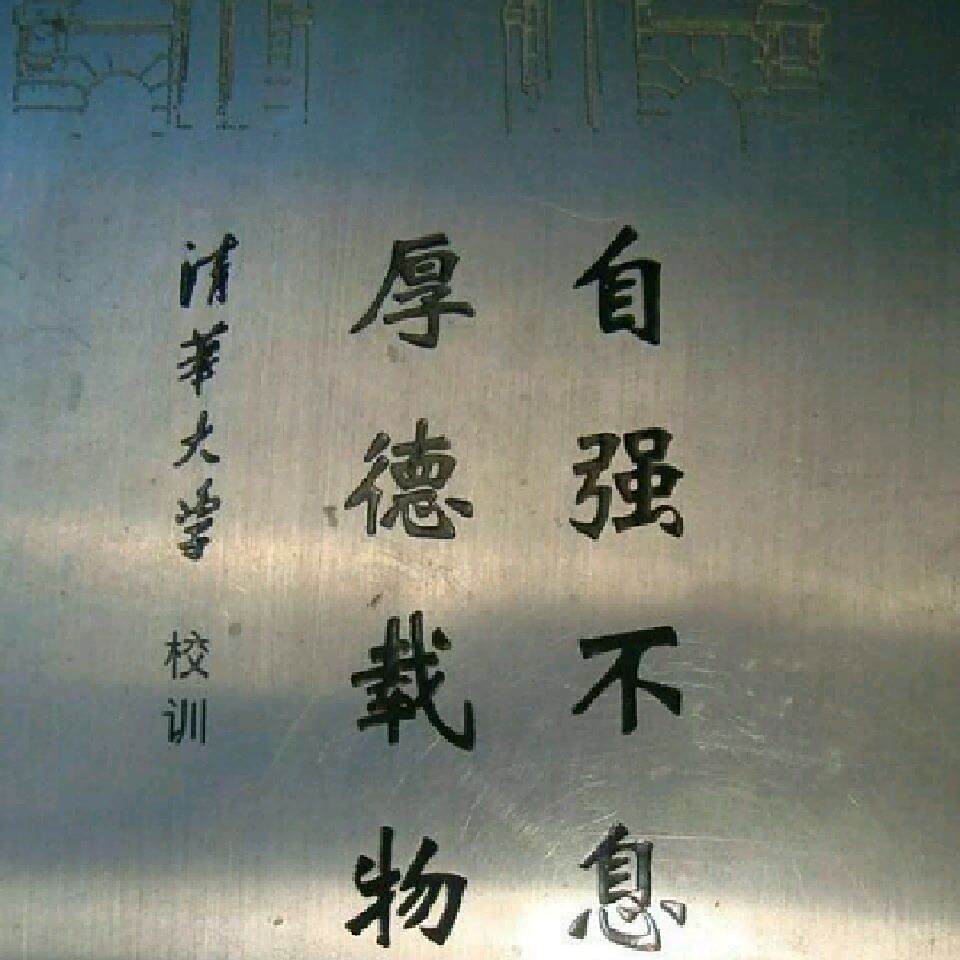 自强不息
厚德载物
清华大学 校训